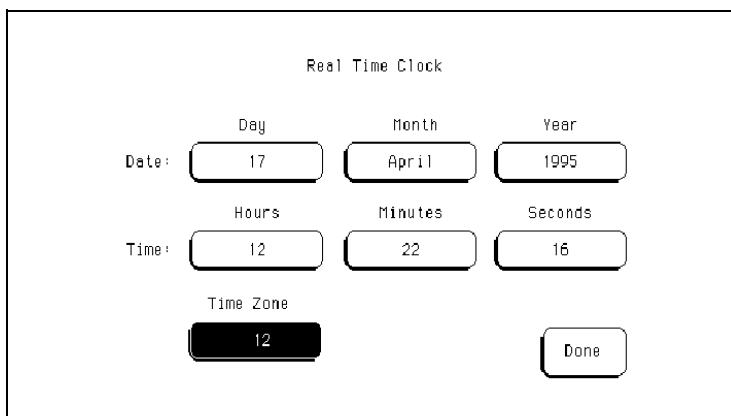 Real Time Clock
Day Month Year
Date: 17 April 1995
Hours Minutes Seconds
Time: 12 22 16
Time Zone
12
Done